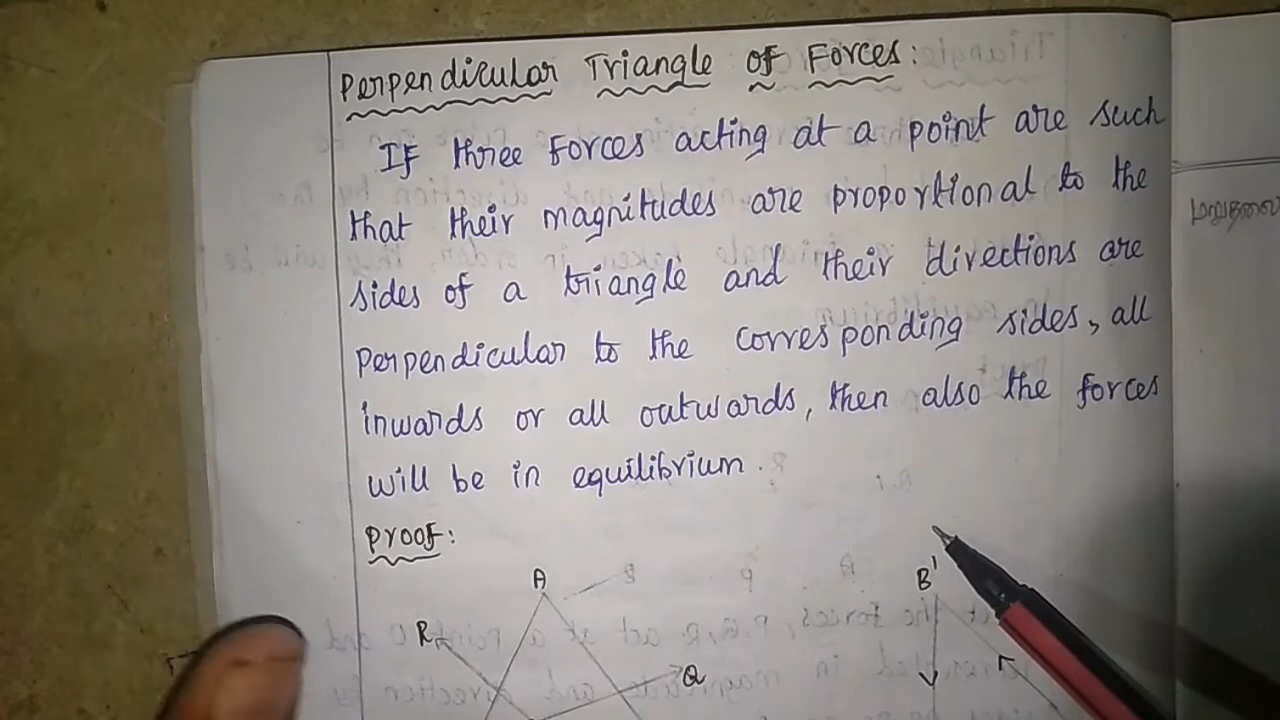 Perpendicular Triangle of Forces:
If three Forces acting at a point are such
that their magnitudes are proportional to the
sides of a triangle and their directions are
perpendicular to the corresponding sides, all
inwards or all outwards, then also the forces
will be in equilibrium.
Proof:
A
B'
R
Q